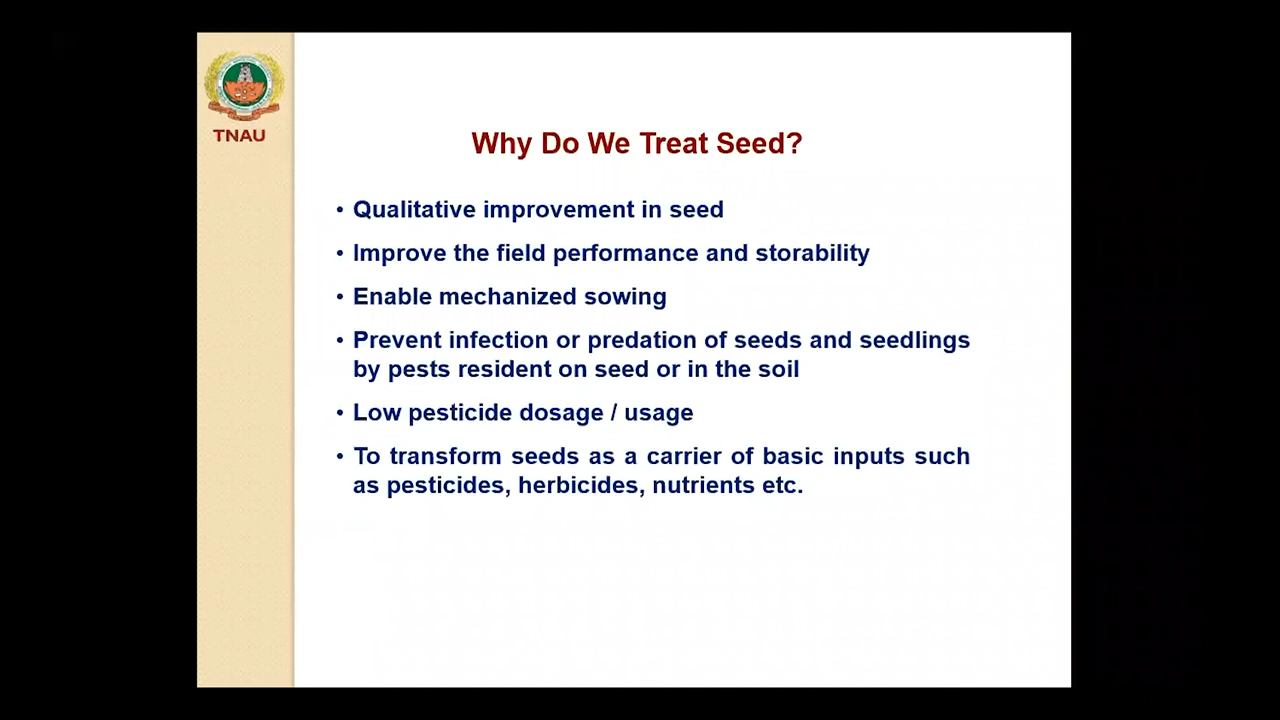 TNAU
Why Do We Treat Seed?
• Qualitative improvement in seed
• Improve the field performance and storability
• Enable mechanized sowing
• Prevent infection or predation of seeds and seedlings
by pests resident on seed or in the soil
• Low pesticide dosage / usage
• To transform seeds as a carrier of basic inputs such
as pesticides, herbicides, nutrients etc.